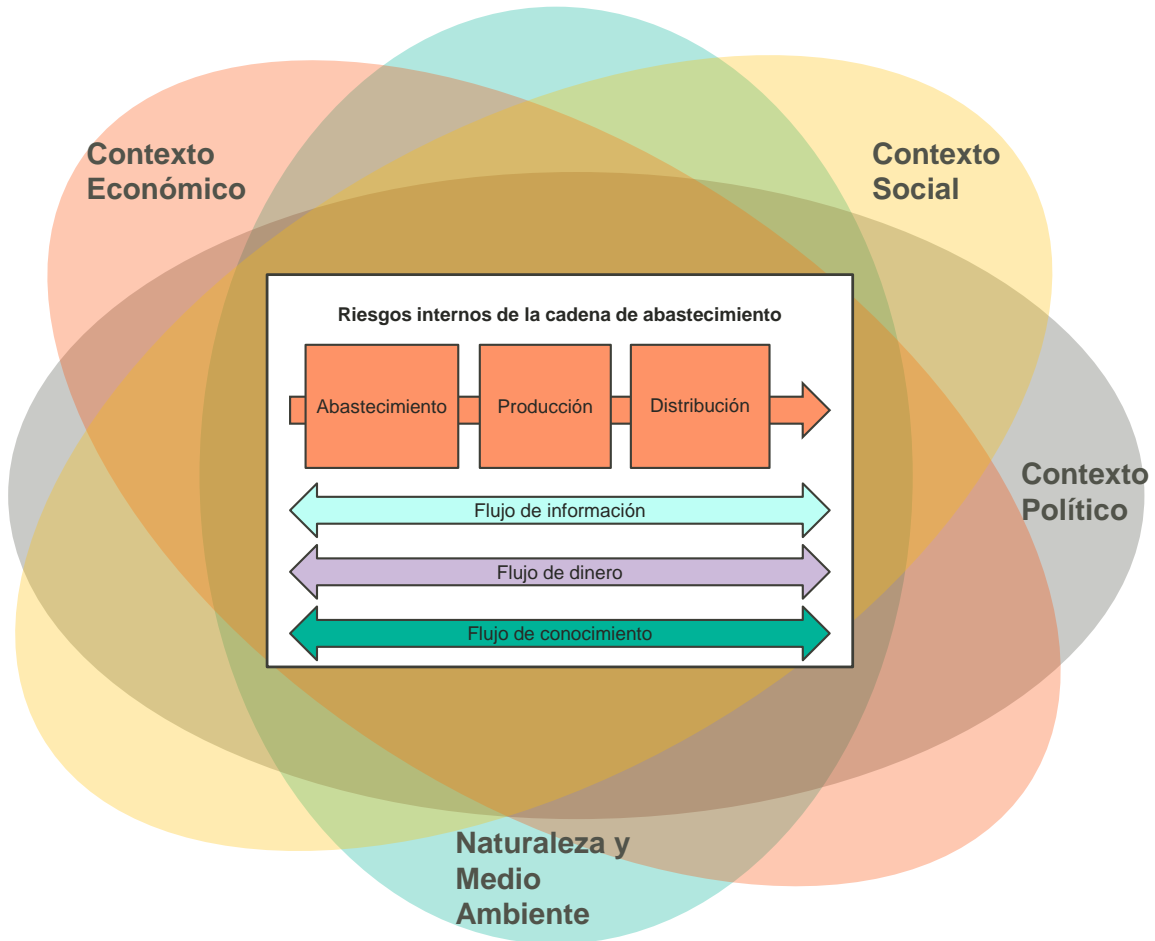 Contexto
Económico
Contexto
Social
Riesgos internos de la cadena de abastecimiento
Abastecimiento
Producción
Distribución
Contexto
Político
Flujo de información
Flujo de dinero
Flujo de conocimiento
Naturaleza y
Medio
Ambiente